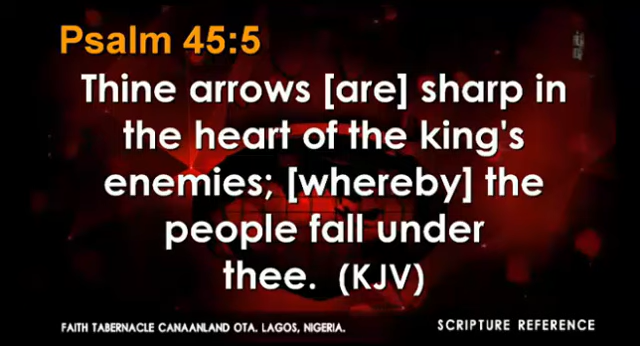 Psalm 45:5
Thine arrows [are] sharp in
the heart of the king's
enemies; [whereby] the
people fall under
thee. (KJV)
FAITH TABERNACLE CANAANLAND OTA. LAGOS, NIGERIA.
SCRIPTURE REFERENCE